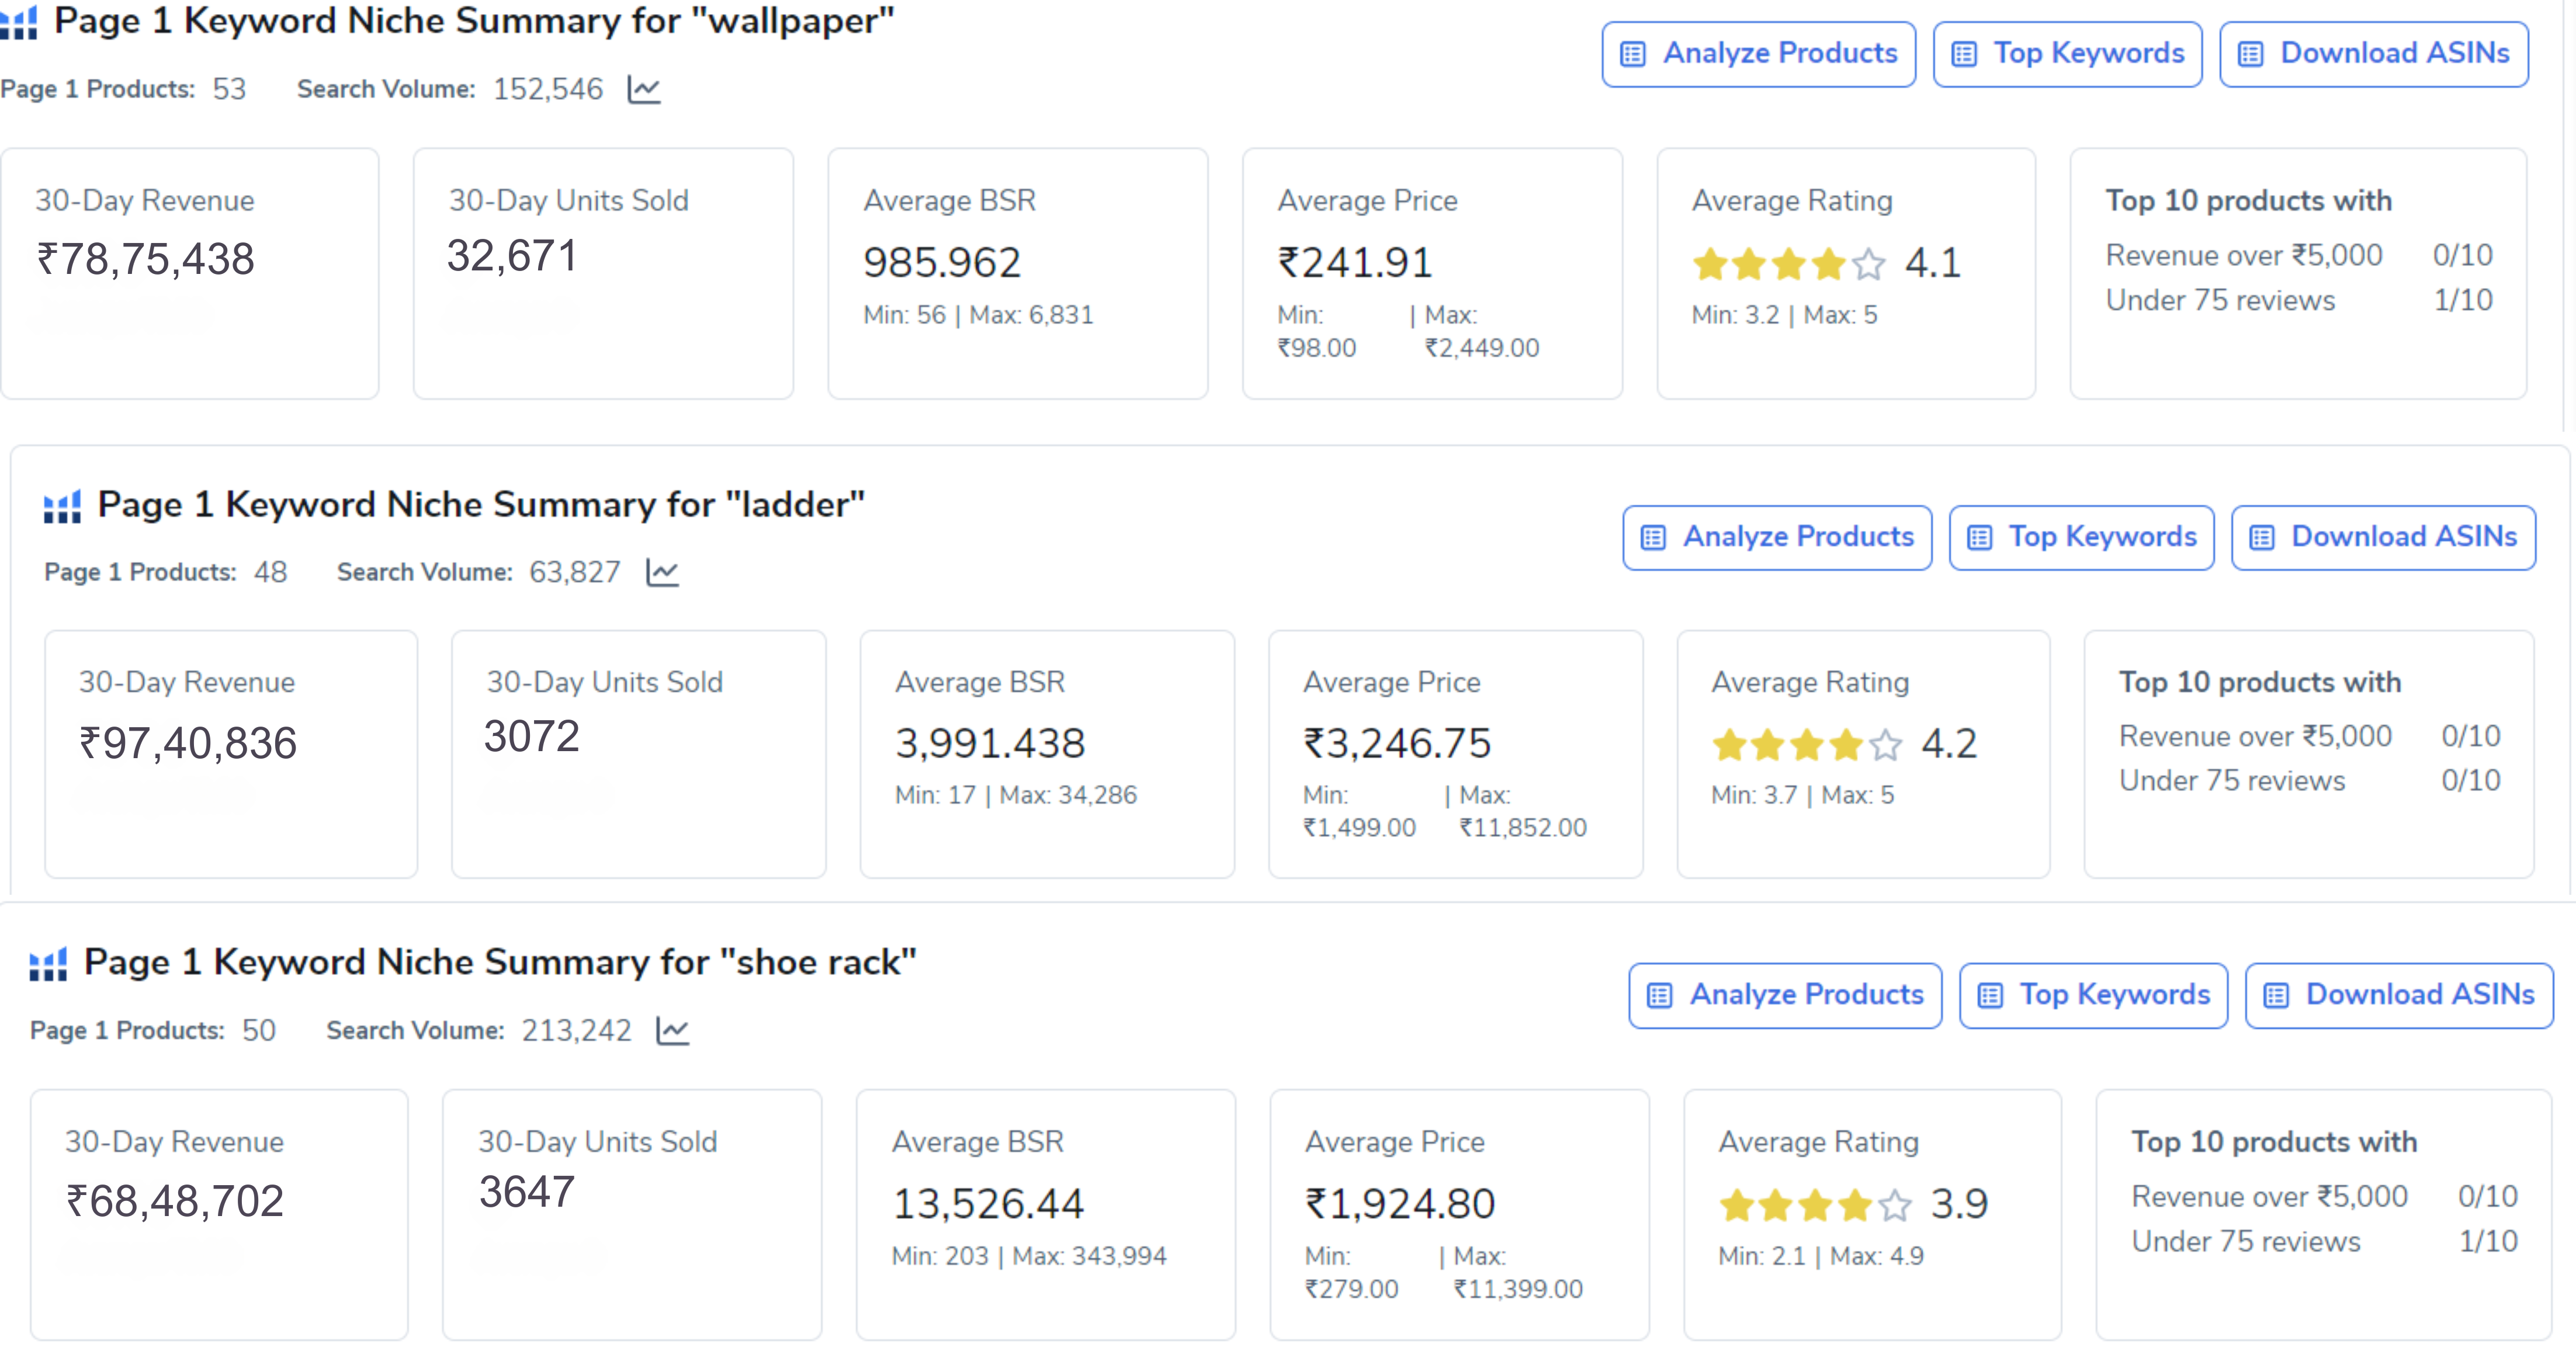 Page 1 Keyword Niche Summary for "wallpaper"
Analyze Products Top Keywords Download ASINs
Page 1 Products: 53 Search Volume: 152,546
30-Day Revenue
₹78,75,438
30-Day Units Sold
32,671
Average BSR
985.962
Min: 56 | Max: 6,831
Average Price
₹241.91
Min: | Max:
₹98.00 ₹2,449.00
Average Rating
4.1
Min: 3.2 | Max: 5
Top 10 products with
Revenue over ₹5,000 0/10
Under 75 reviews 1/10
Page 1 Keyword Niche Summary for "ladder"
Analyze Products Top Keywords Download ASINs
Page 1 Products: 48 Search Volume: 63,827
30-Day Revenue
₹97,40,836
30-Day Units Sold
3072
Average BSR
3,991.438
Min: 17 | Max: 34,286
Average Price
₹3,246.75
Min: | Max:
₹1,499.00 ₹11,852.00
Average Rating
4.2
Min: 3.7 | Max: 5
Top 10 products with
Revenue over ₹5,000 0/10
Under 75 reviews 0/10
Page 1 Keyword Niche Summary for "shoe rack"
Analyze Products Top Keywords Download ASINs
Page 1 Products: 50 Search Volume: 213,242
30-Day Revenue
₹68,48,702
30-Day Units Sold
3647
Average BSR
13,526.44
Min: 203 | Max: 343,994
Average Price
₹1,924.80
Min: | Max:
₹279.00 ₹11,399.00
Average Rating
3.9
Min: 2.1 | Max: 4.9
Top 10 products with
Revenue over ₹5,000 0/10
Under 75 reviews 1/10